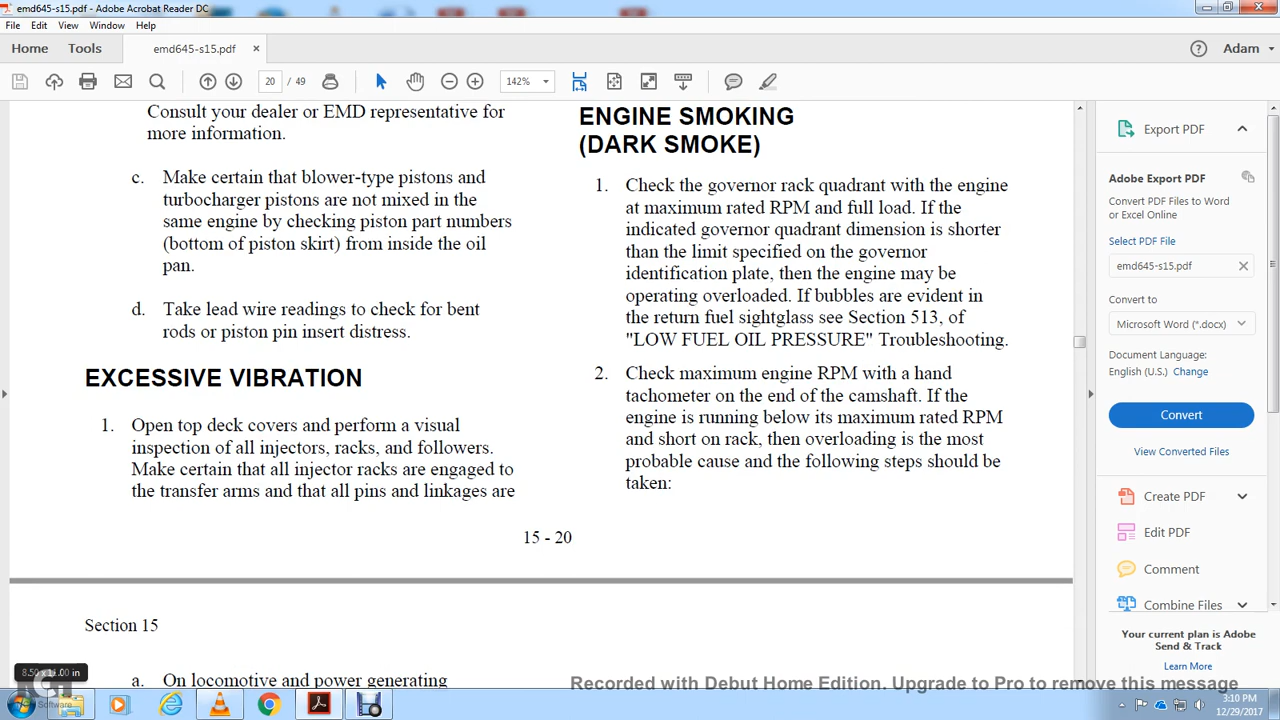 emd645-s15.pdf - Adobe Acrobat Reader DC
File Edit View Window Help
Home Tools emd645-s15.pdf × Adam
20 / 49 142%
Consult your dealer or EMD representative for
more information.
c. Make certain that blower-type pistons and
turbocharger pistons are not mixed in the
same engine by checking piston part numbers
(bottom of piston skirt) from inside the oil
pan.
d. Take lead wire readings to check for bent
rods or piston pin insert distress.
EXCESSIVE VIBRATION
1. Open top deck covers and perform a visual
inspection of all injectors, racks, and followers.
Make certain that all injector racks are engaged to
the transfer arms and that all pins and linkages are
ENGINE SMOKING
(DARK SMOKE)
1. Check the governor rack quadrant with the engine
at maximum rated RPM and full load. If the
indicated governor quadrant dimension is shorter
than the limit specified on the governor
identification plate, then the engine may be
operating overloaded. If bubbles are evident in
the return fuel sightglass see Section 513, of
"LOW FUEL OIL PRESSURE" Troubleshooting.
2. Check maximum engine RPM with a hand
tachometer on the end of the camshaft. If the
engine is running below its maximum rated RPM
and short on rack, then overloading is the most
probable cause and the following steps should be
taken:
15 - 20
Section 15
a. On locomotive and power generating
8.50 x 11.00 in
Export PDF
Adobe Export PDF
Convert PDF Files to Word
or Excel Online
Select PDF File
emd645-s15.pdf
Convert to
Microsoft Word (*.docx)
Document Language:
English (U.S.) Change
Convert
View Converted Files
Create PDF
Edit PDF
Comment
Combine Files
Your current plan is Adobe
Send & Track
Learn More
Recorded with Debut Home Edition. Upgrade to Pro to remove this message
3:10 PM
12/29/2017